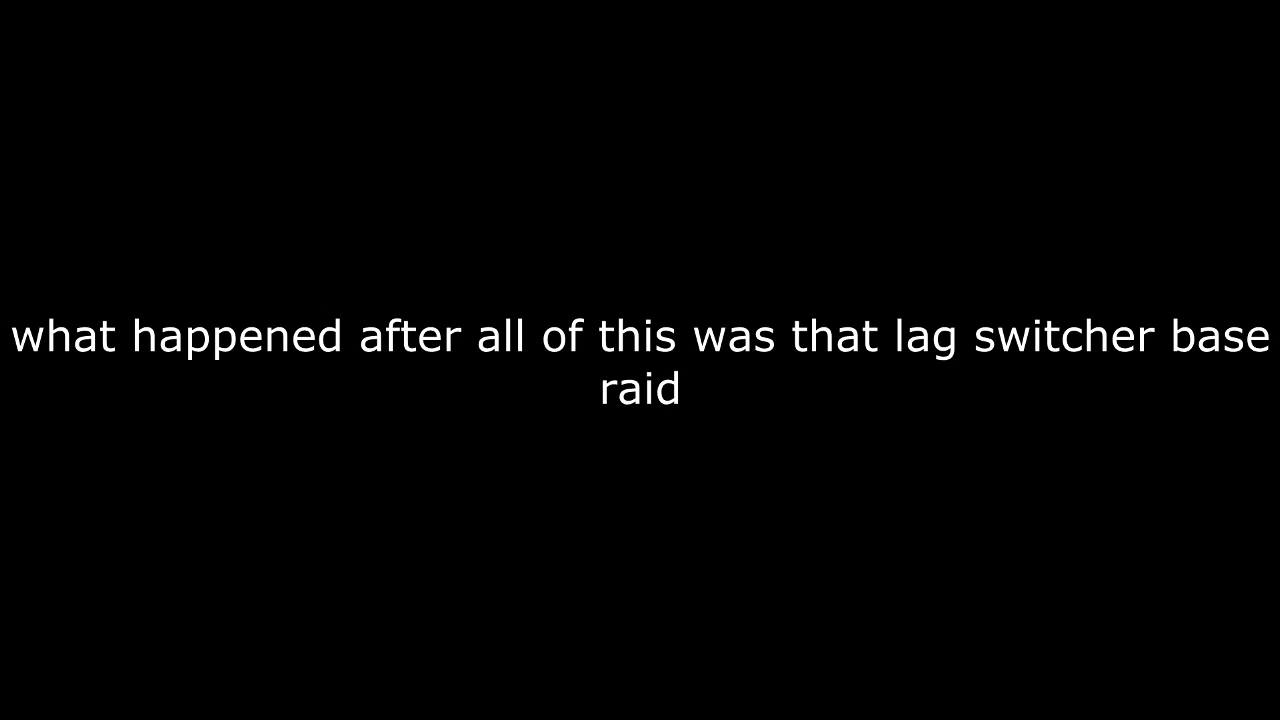 what happened after all of this was that lag switcher base
raid